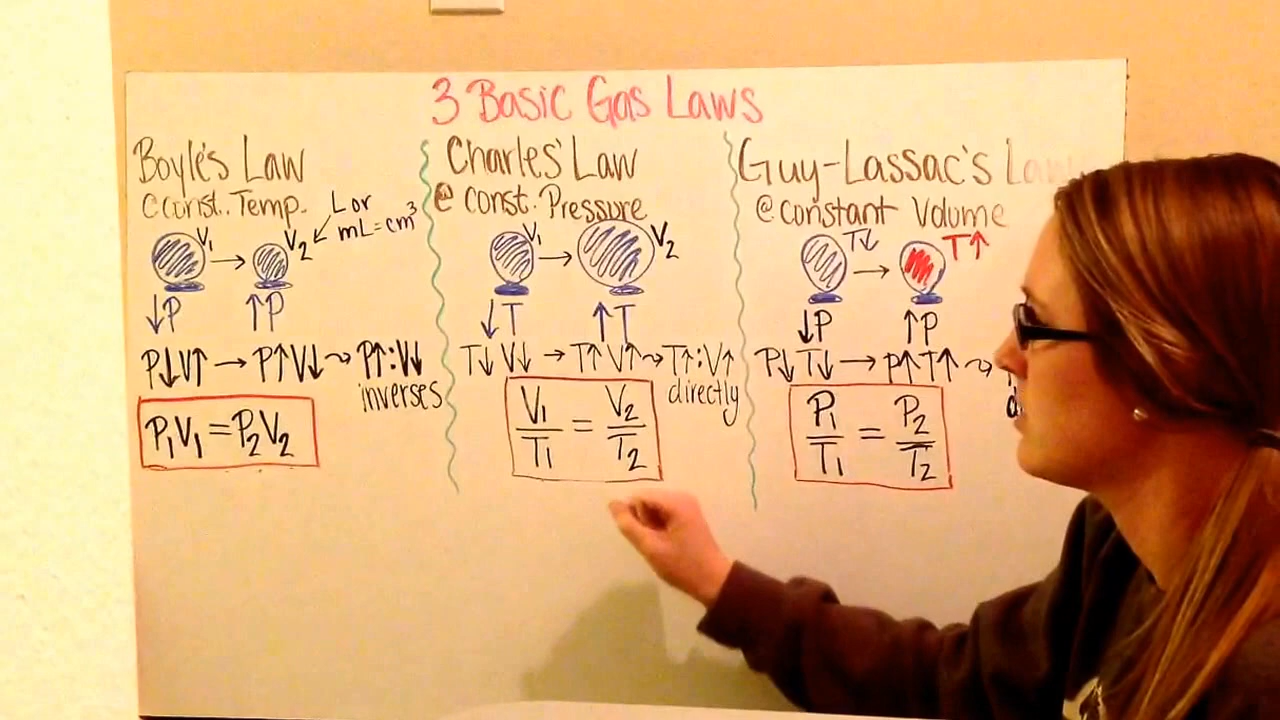 3 Basic Gas Laws
Boyle's Law
@ const. Temp.
L or
mL = cm³
V₁ → V₂
↓P ↑P
P↓V↑ → P↑V↓ ⤳ P↑:V↓
inverses
P₁V₁ = P₂V₂
Charles' Law
@ const. Pressure
V₁ → V₂
↓T ↑T
T↓ V↓ → T↑ V↑ ⤳ T↑:V↑
directly
V₁/T₁ = V₂/T₂
Guy-Lassac's Law
@ constant Volume
T↓ → T↑
↓P ↑P
P↓ T↓ → P↑T↑ ⤳
P₁/T₁ = P₂/T₂